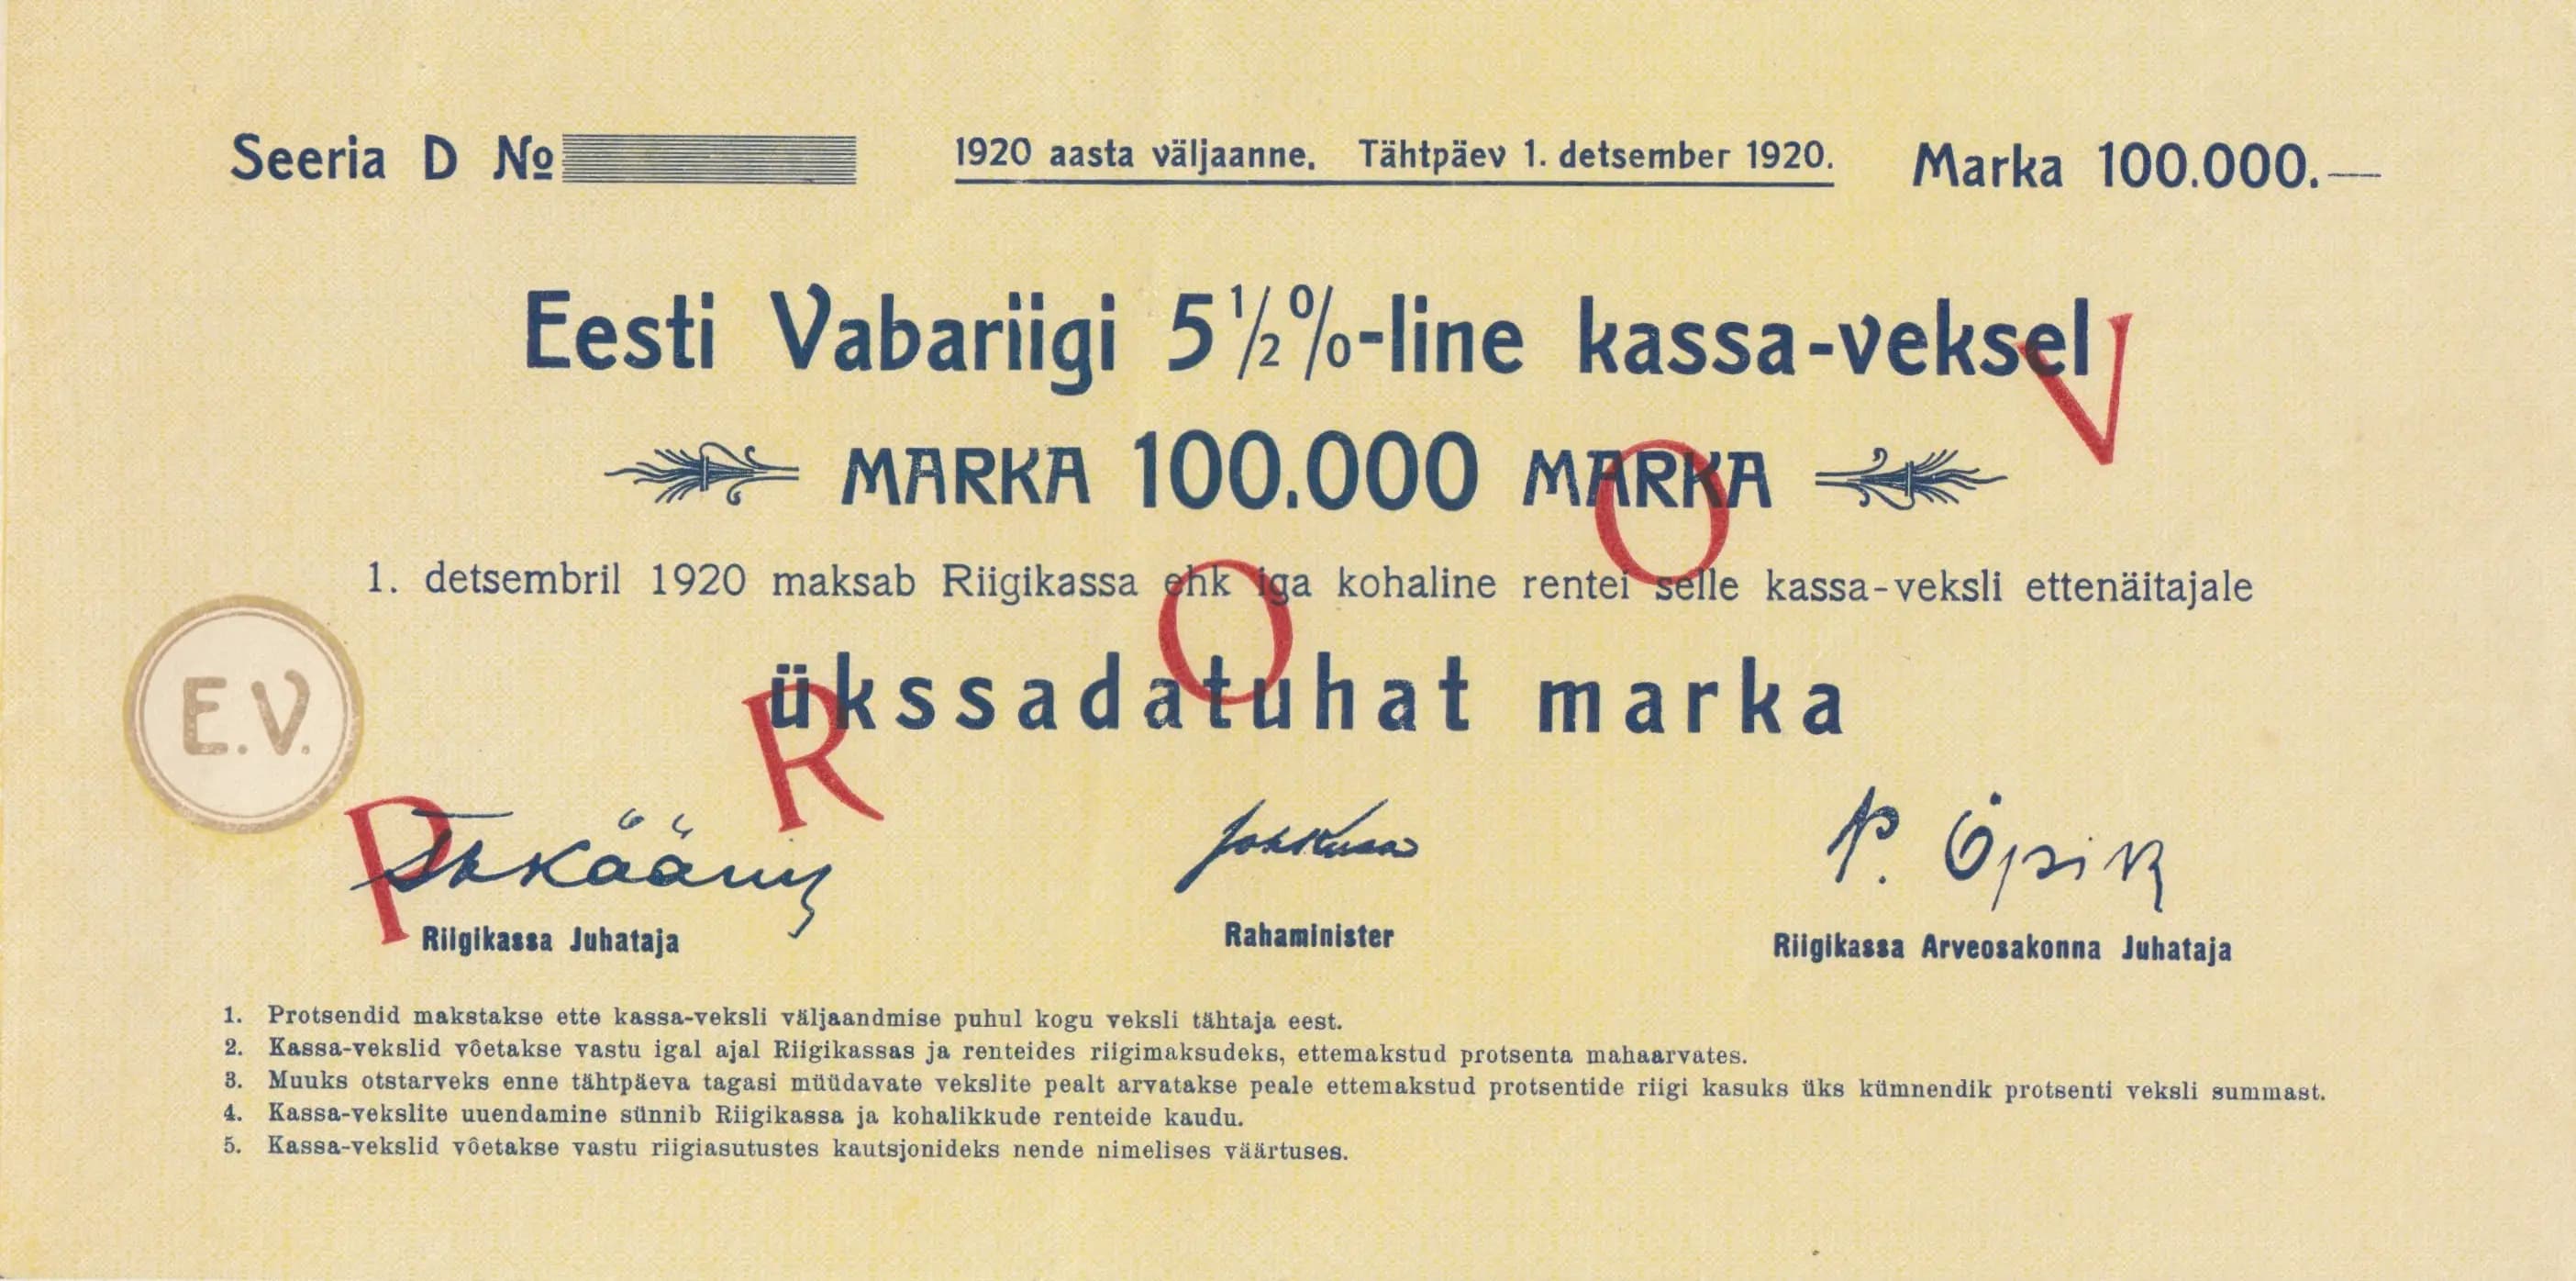 Seeria D № 1920 aasta väljaanne. Tähtpäev 1. detsember 1920. Marka 100.000.—
Eesti Vabariigi 5½%-line kassa-veksel
MARKA 100.000 MARKA
1. detsembril 1920 maksab Riigikassa ehk iga kohaline rentei selle kassa-veksli ettenäitajale
E.V.
ükssadatuhat marka
PROOV
P. Öpik
Riigikassa Juhataja Rahaminister Riigikassa Arveosakonna Juhataja
1. Protsendid makstakse ette kassa-veksli väljaandmise puhul kogu veksli tähtaja eest.
2. Kassa-vekslid võetakse vastu igal ajal Riigikassas ja renteides riigimaksudeks, ettemakstud protsenta mahaarvates.
3. Muuks otstarveks enne tähtpäeva tagasi müüdavate vekslite pealt arvatakse peale ettemakstud protsentide riigi kasuks üks kümnendik protsenti veksli summast.
4. Kassa-vekslite uuendamine sünnib Riigikassa ja kohalikkude renteide kaudu.
5. Kassa-vekslid võetakse vastu riigiasutustes kautsjonideks nende nimelises väärtuses.